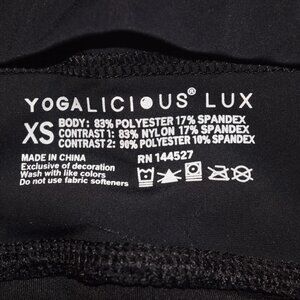 YOGALICIOUS® LUX
XS
BODY: 83% POLYESTER 17% SPANDEX
CONTRAST 1: 83% NYLON 17% SPANDEX
CONTRAST 2: 90% POLYESTER 10% SPANDEX
MADE IN CHINA
Exclusive of decoration
Wash with like colors
Do not use fabric softeners
RN 144527